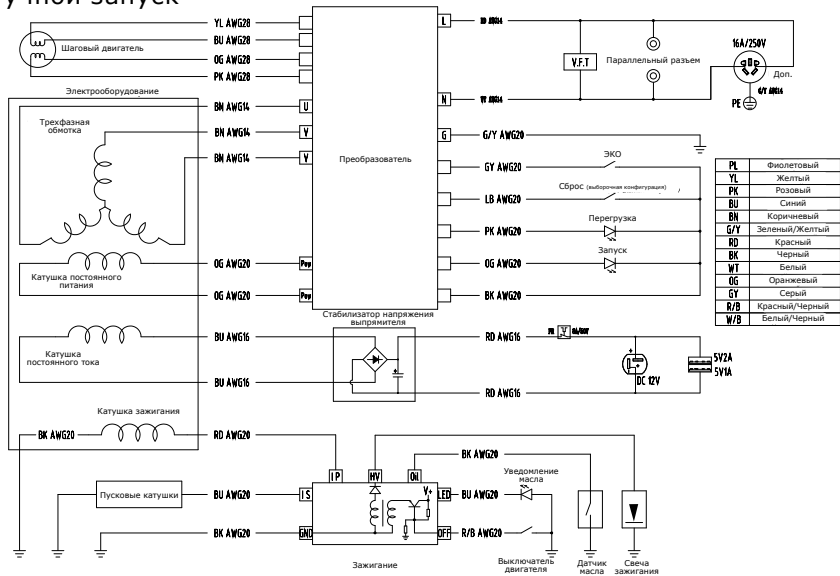 учной запуск
YL AWG28
BU AWG28
OG AWG28
PK AWG28
Шаговый двигатель
Электрооборудование
Трехфазная
обмотка
BN AWG14
BN AWG14
BN AWG14
U
V
V
Преобразователь
L
N
G
V.F.T
Параллельный разъем
16A/250V
Доп.
G/Y AWG14
PE
G/Y AWG20
GY AWG20
ЭКО
LB AWG20
Сброс (выборочная конфигурация)
PK AWG20
Перегрузка
OG AWG20
Запуск
BK AWG20
PL Фиолетовый
YL Желтый
PK Розовый
BU Синий
BN Коричневый
G/Y Зеленый/Желтый
RD Красный
BK Черный
WT Белый
OG Оранжевый
GY Серый
R/B Красный/Черный
W/B Белый/Черный
Катушка постоянного
питания
OG AWG20
OG AWG20
Pow
Pow
Стабилизатор напряжения
выпрямителя
Катушка
постоянного тока
BU AWG16
BU AWG16
RD AWG16
RD AWG16
DC 12V
5V2A
5V1A
Катушка зажигания
BK AWG20
RD AWG20
Пусковые катушки
BU AWG20
BK AWG20
IP
HV
Oil
IS
GND
V+
LED
OFF
Зажигание
BK AWG20
Уведомление
масла
BU AWG20
R/B AWG20
Выключатель
двигателя
Датчик
масла
Свеча
зажигания